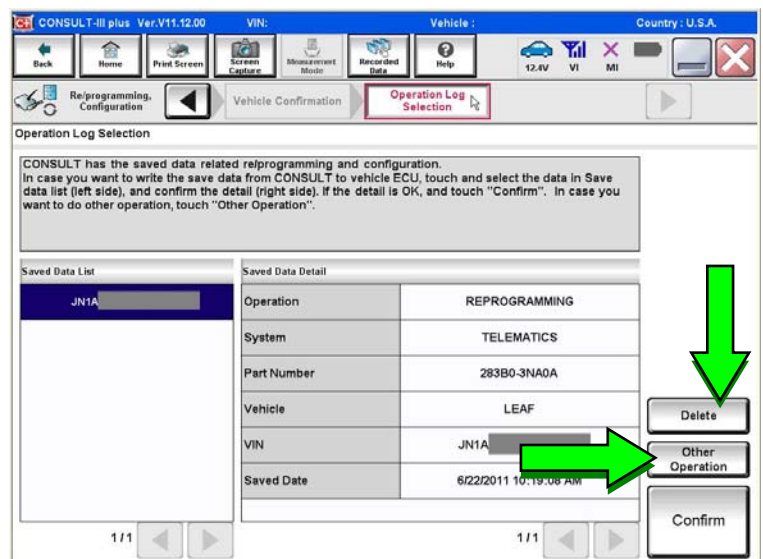 CONSULT-III plus Ver.V11.12.00 VIN: Vehicle : Country : U.S.A.
Back Home Print Screen Screen Capture Measurement Mode Recorded Data Help 12.4V VI MI
Re/programming, Configuration Vehicle Confirmation Operation Log Selection
Operation Log Selection
CONSULT has the saved data related re/programming and configuration.
In case you want to write the save data from CONSULT to vehicle ECU, touch and select the data in Save
data list (left side), and confirm the detail (right side). If the detail is OK, and touch "Confirm". In case you
want to do other operation, touch "Other Operation".
Saved Data List Saved Data Detail
JN1A
Operation REPROGRAMMING
System TELEMATICS
Part Number 283B0-3NA0A
Vehicle LEAF
VIN JN1A
Saved Date 6/22/2011 10:19:08 AM
Delete
Other
Operation
Confirm
1/1 1/1